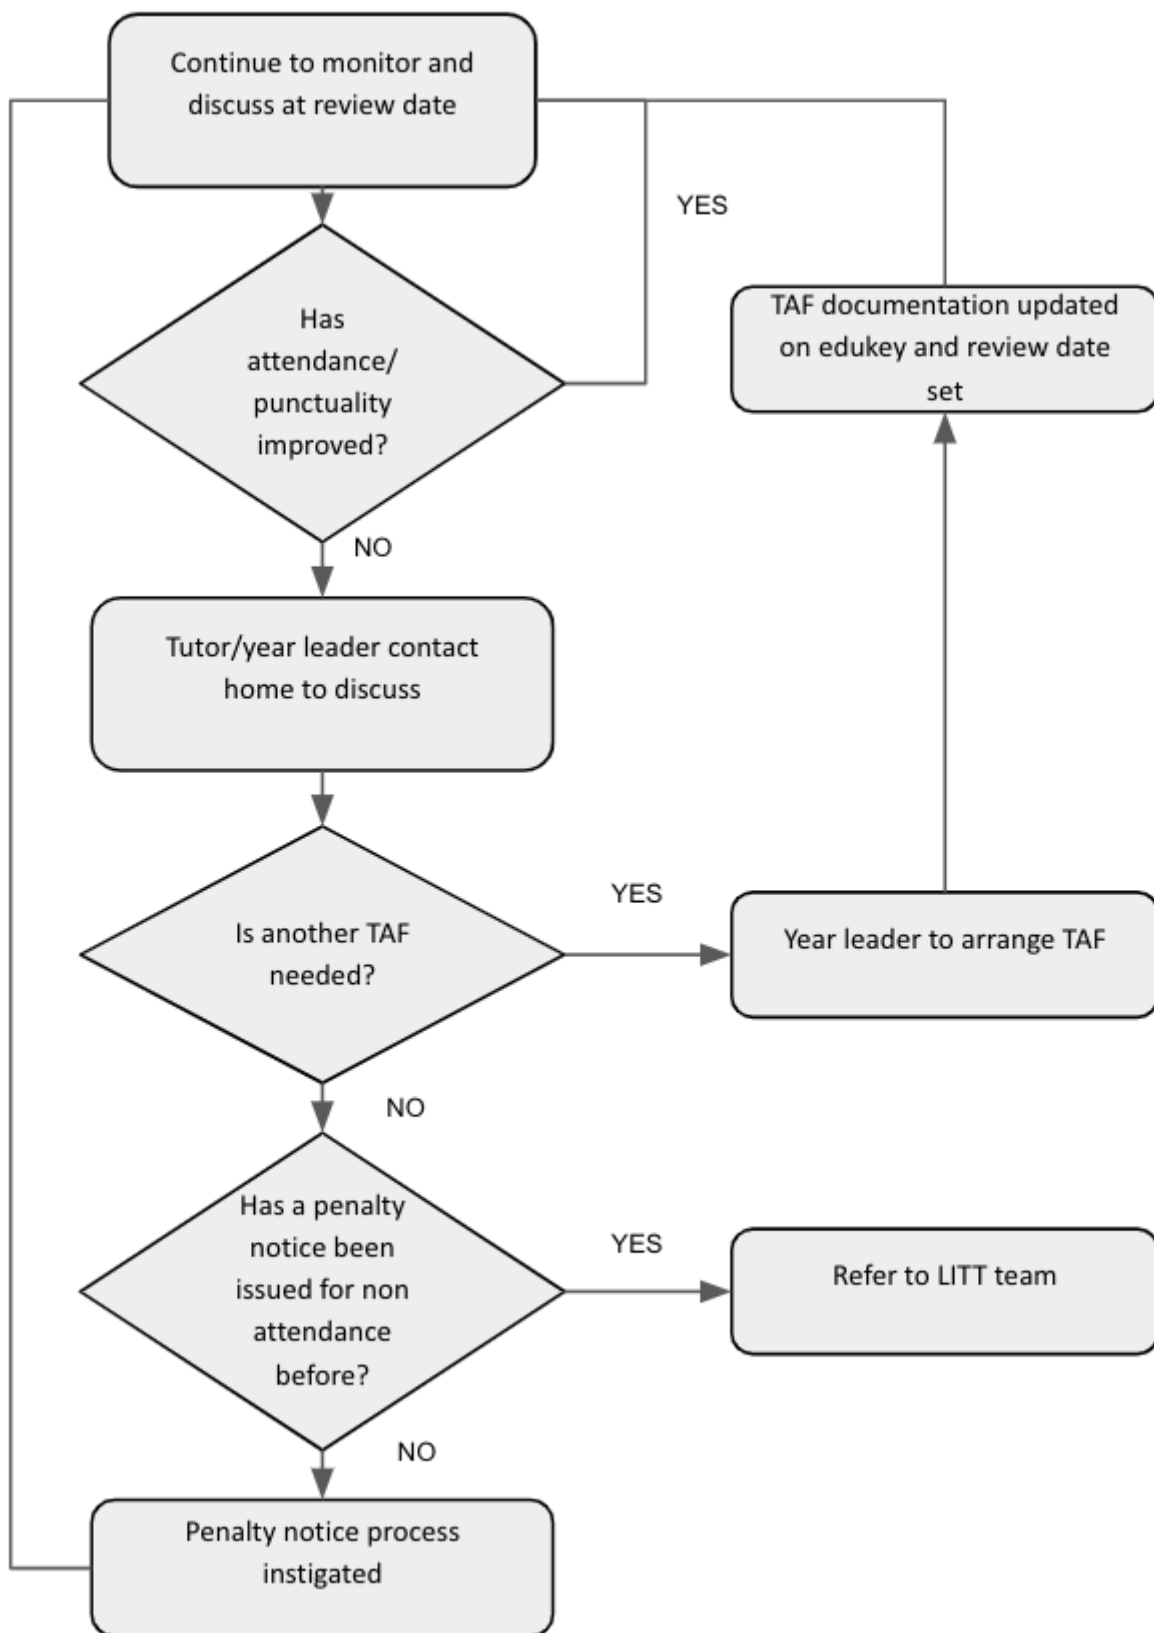 Continue to monitor and
discuss at review date
YES
Has
attendance/
punctuality
improved?
TAF documentation updated
on edukey and review date
set
NO
Tutor/year leader contact
home to discuss
Is another TAF
needed?
YES
Year leader to arrange TAF
NO
Has a penalty
notice been
issued for non
attendance
before?
YES
Refer to LITT team
NO
Penalty notice process
instigated